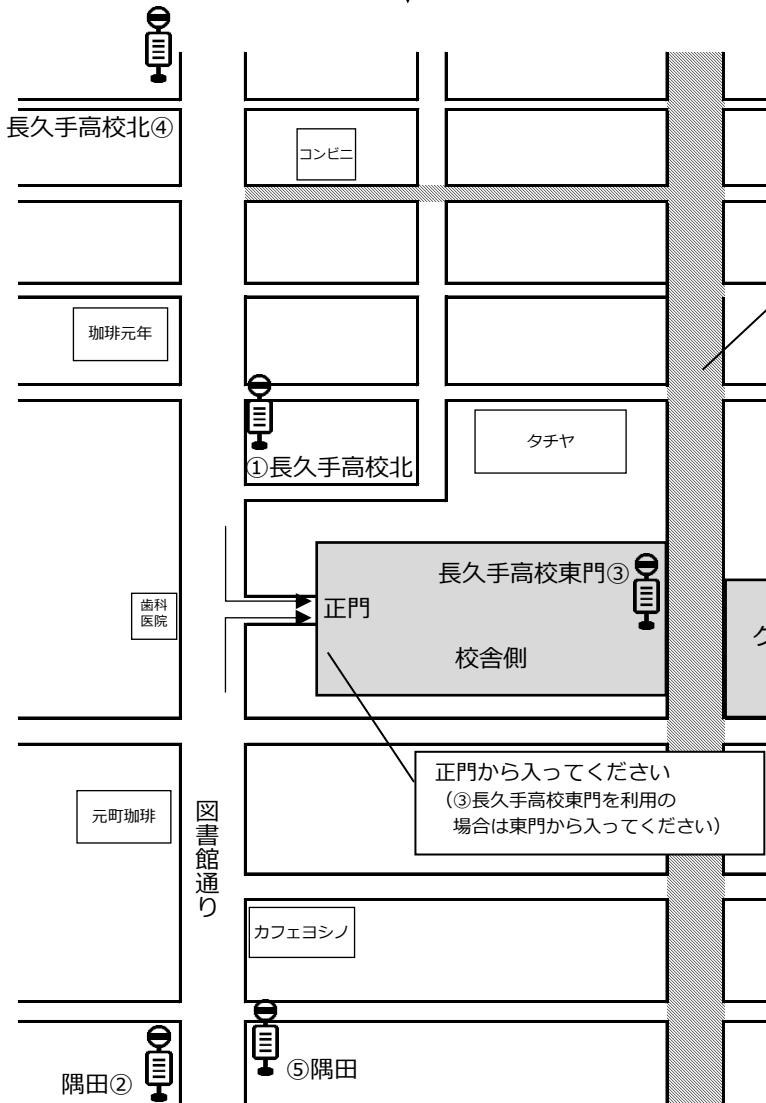 長久手高校北④
コンビニ
珈琲元年
①長久手高校北
タチヤ
長久手高校東門③
正門
校舎側
歯科
医院
正門から入ってください
(③長久手高校東門を利用の
場合は東門から入ってください)
元町珈琲
図書館通り
カフェヨシノ
隅田②
⑤隅田